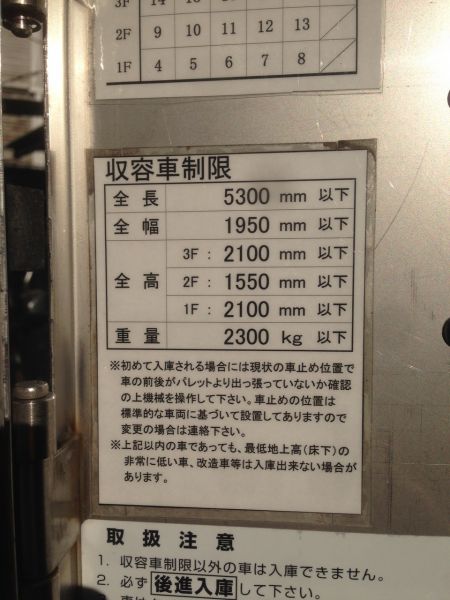 3F
2F 9 10 11 12 13
1F 4 5 6 7 8
収容車制限
全長 5300 mm 以下
全幅 1950 mm 以下
3F : 2100 mm 以下
全高 2F : 1550 mm 以下
1F : 2100 mm 以下
重量 2300 kg 以下
※初めて入庫される場合には現状の車止め位置で
車の前後がパレットより出っ張っていないか確認
の上機械を操作して下さい。車止めの位置は
標準的な車両に基づいて設置してありますので
変更の場合は連絡下さい。
※上記以内の車であっても、最低地上高(床下)の
非常に低い車、改造車等は入庫出来ない場合が
あります。
取扱注意
1. 収容車制限以外の車は入庫できません。
2. 必ず後進入庫して下さい。